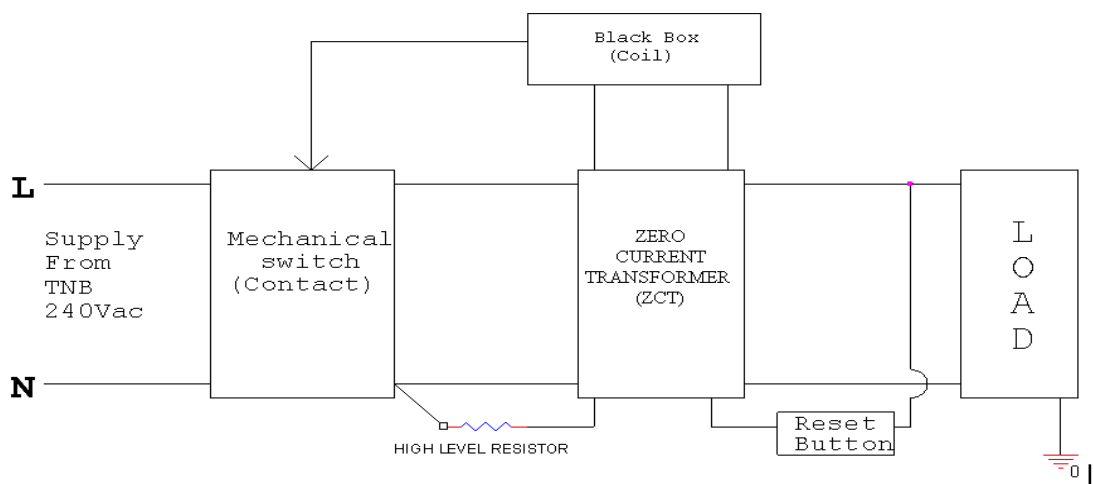 Black Box
(Coil)
L
Supply
From
TNB
240Vac
N
Mechanical
switch
(Contact)
ZERO
CURRENT
TRANSFORMER
(ZCT)
L
O
A
D
HIGH LEVEL RESISTOR
Reset
Button
0